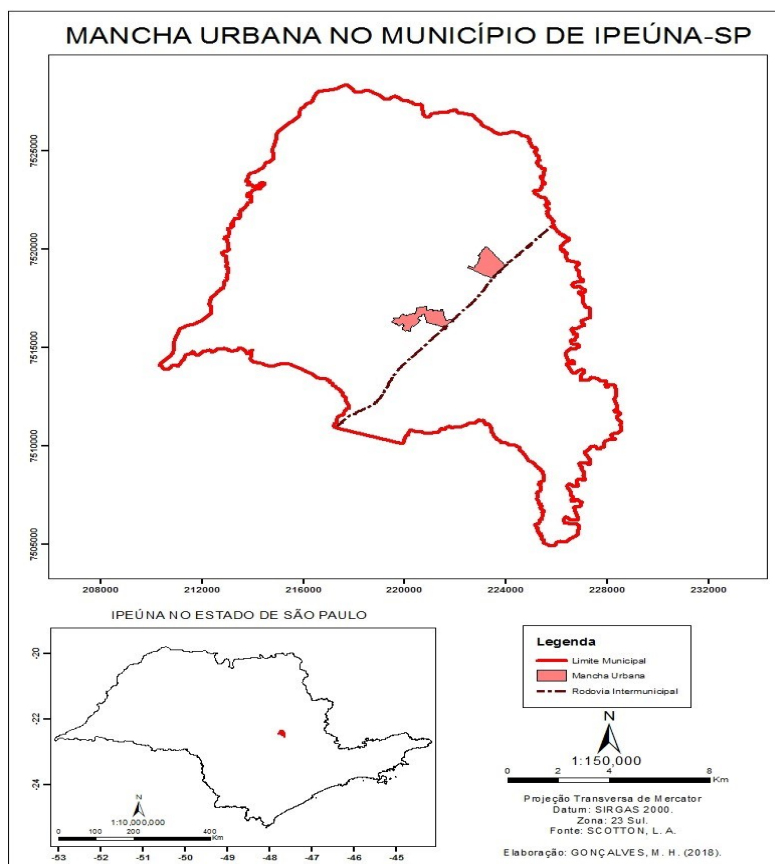 MANCHA URBANA NO MUNICÍPIO DE IPEÚNA-SP
7525000
7520000
7515000
7510000
7505000
208000 212000 216000 220000 224000 228000 232000
IPEÚNA NO ESTADO DE SÃO PAULO
-20
-22
-24
N
1:10,000,000
0 100 200 400
Km
-53 -52 -51 -50 -49 -48 -47 -46 -45
Legenda
Limite Municipal
Mancha Urbana
Rodovia Intermunicipal
N
1:150,000
0 2 4 8
Km
Projeção Transversa de Mercator
Datum: SIRGAS 2000.
Zona: 23 Sul.
Fonte: SCOTTON, L. A.
Elaboração: GONÇALVES, M. H. (2018).